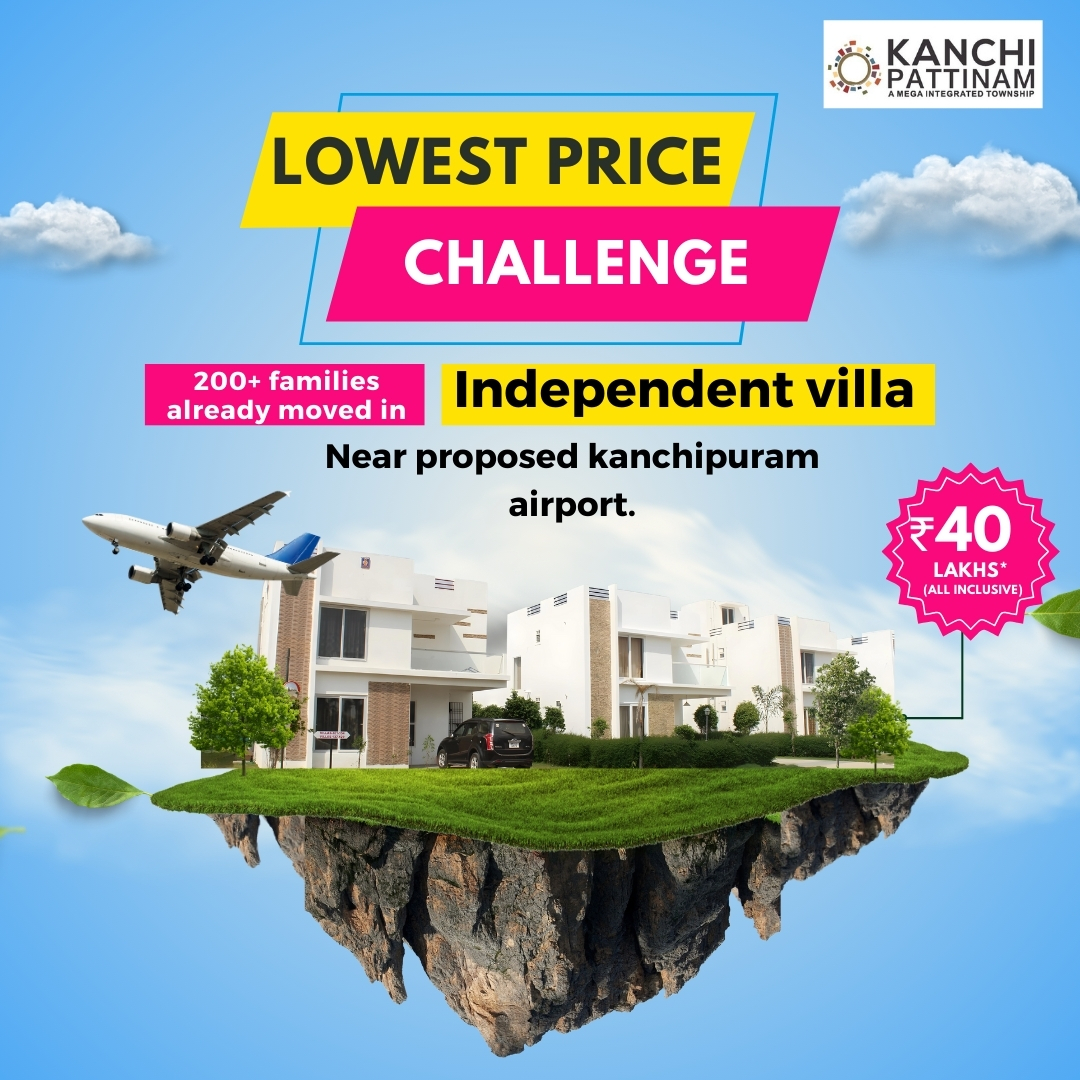 KANCHI
PATTINAM
A MEGA INTEGRATED TOWNSHIP
LOWEST PRICE
CHALLENGE
200+ families
already moved in
Independent villa
Near proposed kanchipuram
airport.
₹40
LAKHS*
(ALL INCLUSIVE)